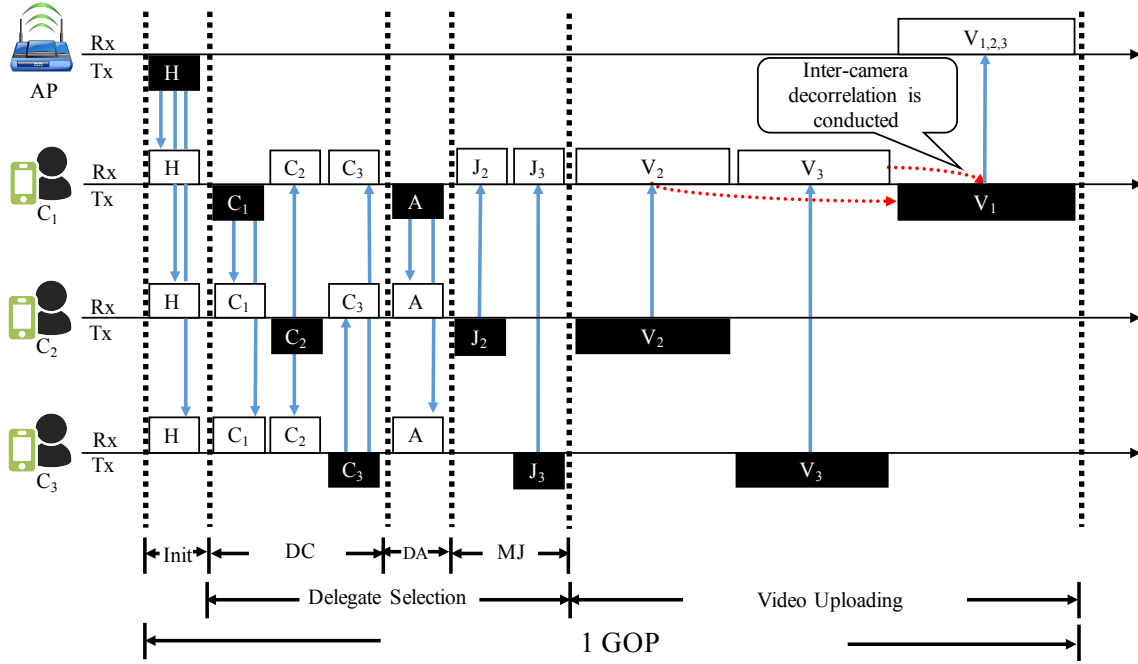 Rx
V1,2,3
Tx
H
AP
Inter-camera
decorrelation is
conducted
Rx
H
C2
C3
J2
J3
V2
V3
Tx
C1
A
V1
C1
Rx
H
C1
C3
A
Tx
C2
J2
V2
C2
Rx
H
C1
C2
A
Tx
C3
J3
V3
C3
Init
DC
DA
MJ
Delegate Selection
Video Uploading
1 GOP